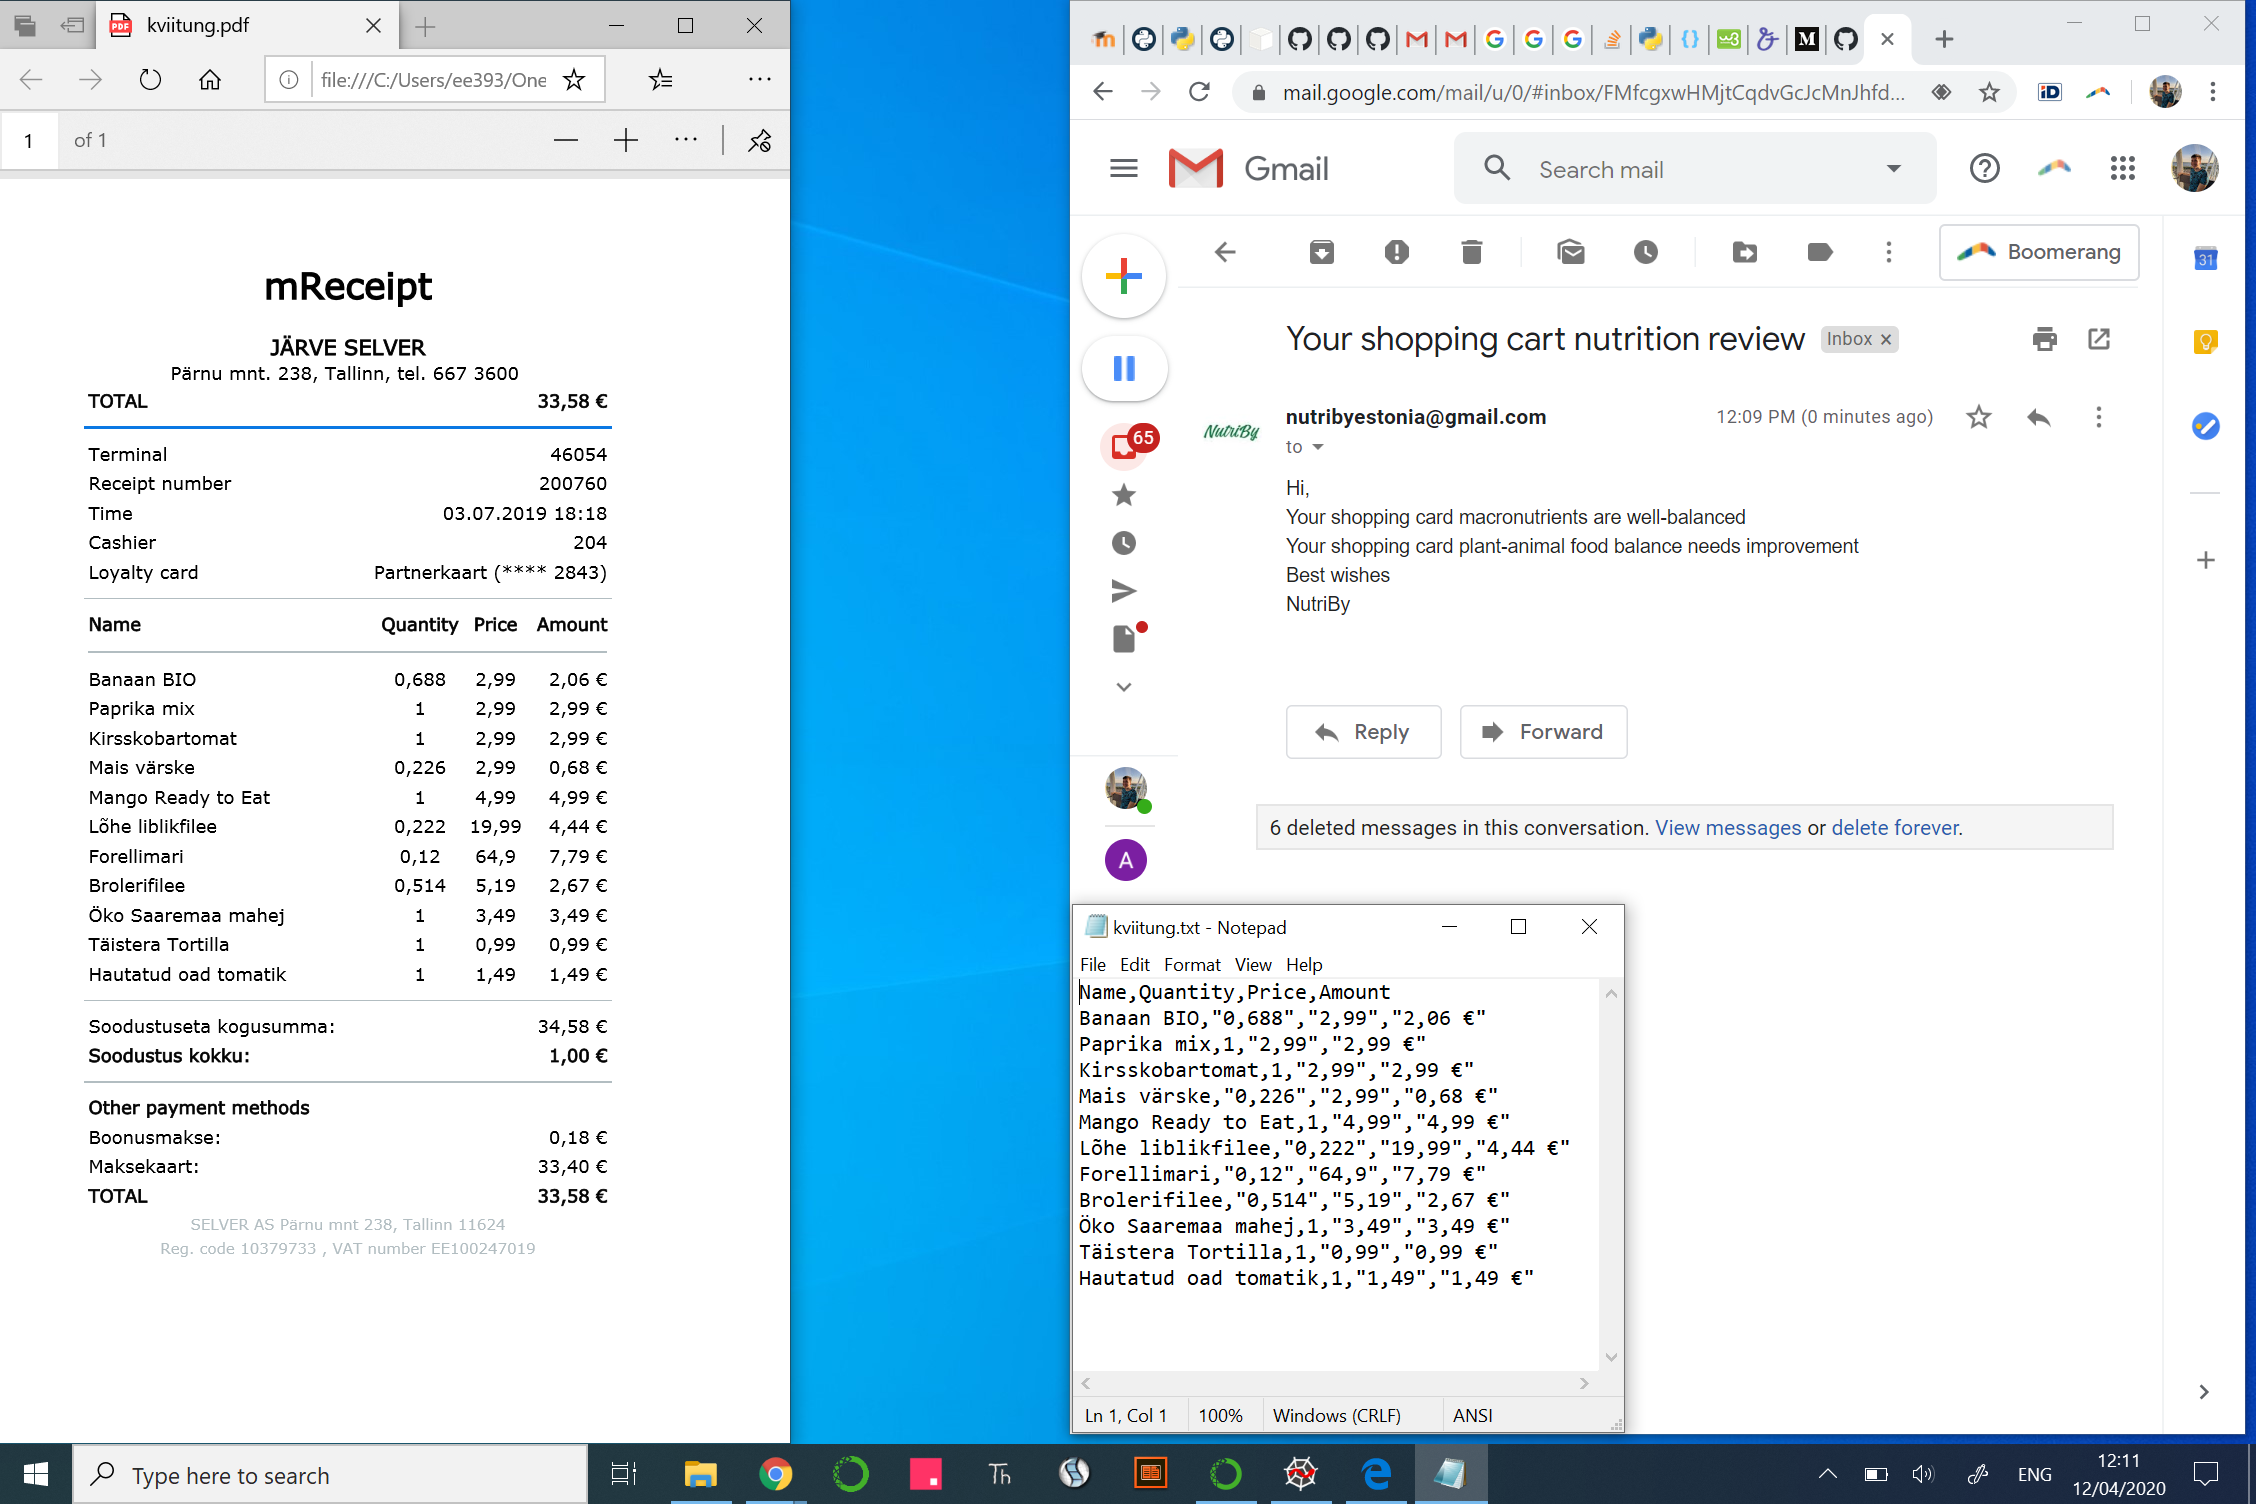 kviitung.pdf
file:///C:/Users/ee393/One
1 of 1
mReceipt
JÄRVE SELVER
Pärnu mnt. 238, Tallinn, tel. 667 3600
TOTAL 33,58 €
Terminal 46054
Receipt number 200760
Time 03.07.2019 18:18
Cashier 204
Loyalty card Partnerkaart (**** 2843)
Name Quantity Price Amount
Banaan BIO 0,688 2,99 2,06 €
Paprika mix 1 2,99 2,99 €
Kirsskobartomat 1 2,99 2,99 €
Mais värske 0,226 2,99 0,68 €
Mango Ready to Eat 1 4,99 4,99 €
Lõhe liblikfilee 0,222 19,99 4,44 €
Forellimari 0,12 64,9 7,79 €
Brolerifilee 0,514 5,19 2,67 €
Öko Saaremaa mahej 1 3,49 3,49 €
Täistera Tortilla 1 0,99 0,99 €
Hautatud oad tomatik 1 1,49 1,49 €
Soodustuseta kogusumma: 34,58 €
Soodustus kokku: 1,00 €
Other payment methods
Boonusmakse: 0,18 €
Maksekaart: 33,40 €
TOTAL 33,58 €
SELVER AS Pärnu mnt 238, Tallinn 11624
Reg. code 10379733 , VAT number EE100247019
mail.google.com/mail/u/0/#inbox/FMfcgxwHMjtCqdvGcJcMnJhfd...
iD
Gmail
Search mail
Boomerang
31
Your shopping cart nutrition review Inbox ×
NutriBy
nutribyestonia@gmail.com 12:09 PM (0 minutes ago)
to
65
Hi,
Your shopping card macronutrients are well-balanced
Your shopping card plant-animal food balance needs improvement
Best wishes
NutriBy
Reply Forward
6 deleted messages in this conversation. View messages or delete forever.
A
kviitung.txt - Notepad
File Edit Format View Help
Name,Quantity,Price,Amount
Banaan BIO,"0,688","2,99","2,06 €"
Paprika mix,1,"2,99","2,99 €"
Kirsskobartomat,1,"2,99","2,99 €"
Mais värske,"0,226","2,99","0,68 €"
Mango Ready to Eat,1,"4,99","4,99 €"
Lõhe liblikfilee,"0,222","19,99","4,44 €"
Forellimari,"0,12","64,9","7,79 €"
Brolerifilee,"0,514","5,19","2,67 €"
Öko Saaremaa mahej,1,"3,49","3,49 €"
Täistera Tortilla,1,"0,99","0,99 €"
Hautatud oad tomatik,1,"1,49","1,49 €"
Ln 1, Col 1 100% Windows (CRLF) ANSI
Type here to search
Th
ENG
12:11
12/04/2020